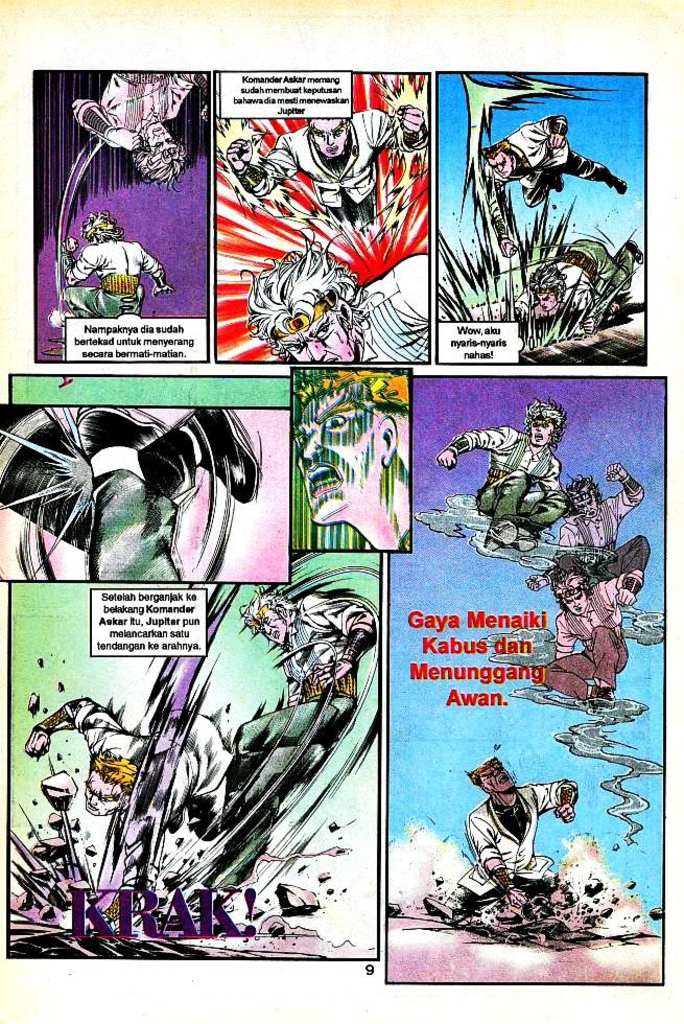 Nampaknya dia sudah
bertekad untuk menyerang
secara bermati-matian.
Komander Askar memang
sudah membuat keputusan
bahawa dia mesti menewaskan
Jupiter
Wow, aku
nyaris-nyaris
nahas!
Setelah berganjak ke
belakang Komander
Askar itu, Jupiter pun
melancarkan satu
tendangan ke arahnya.
KRAK!
Gaya Menaiki
Kabus dan
Menunggang
Awan.
9